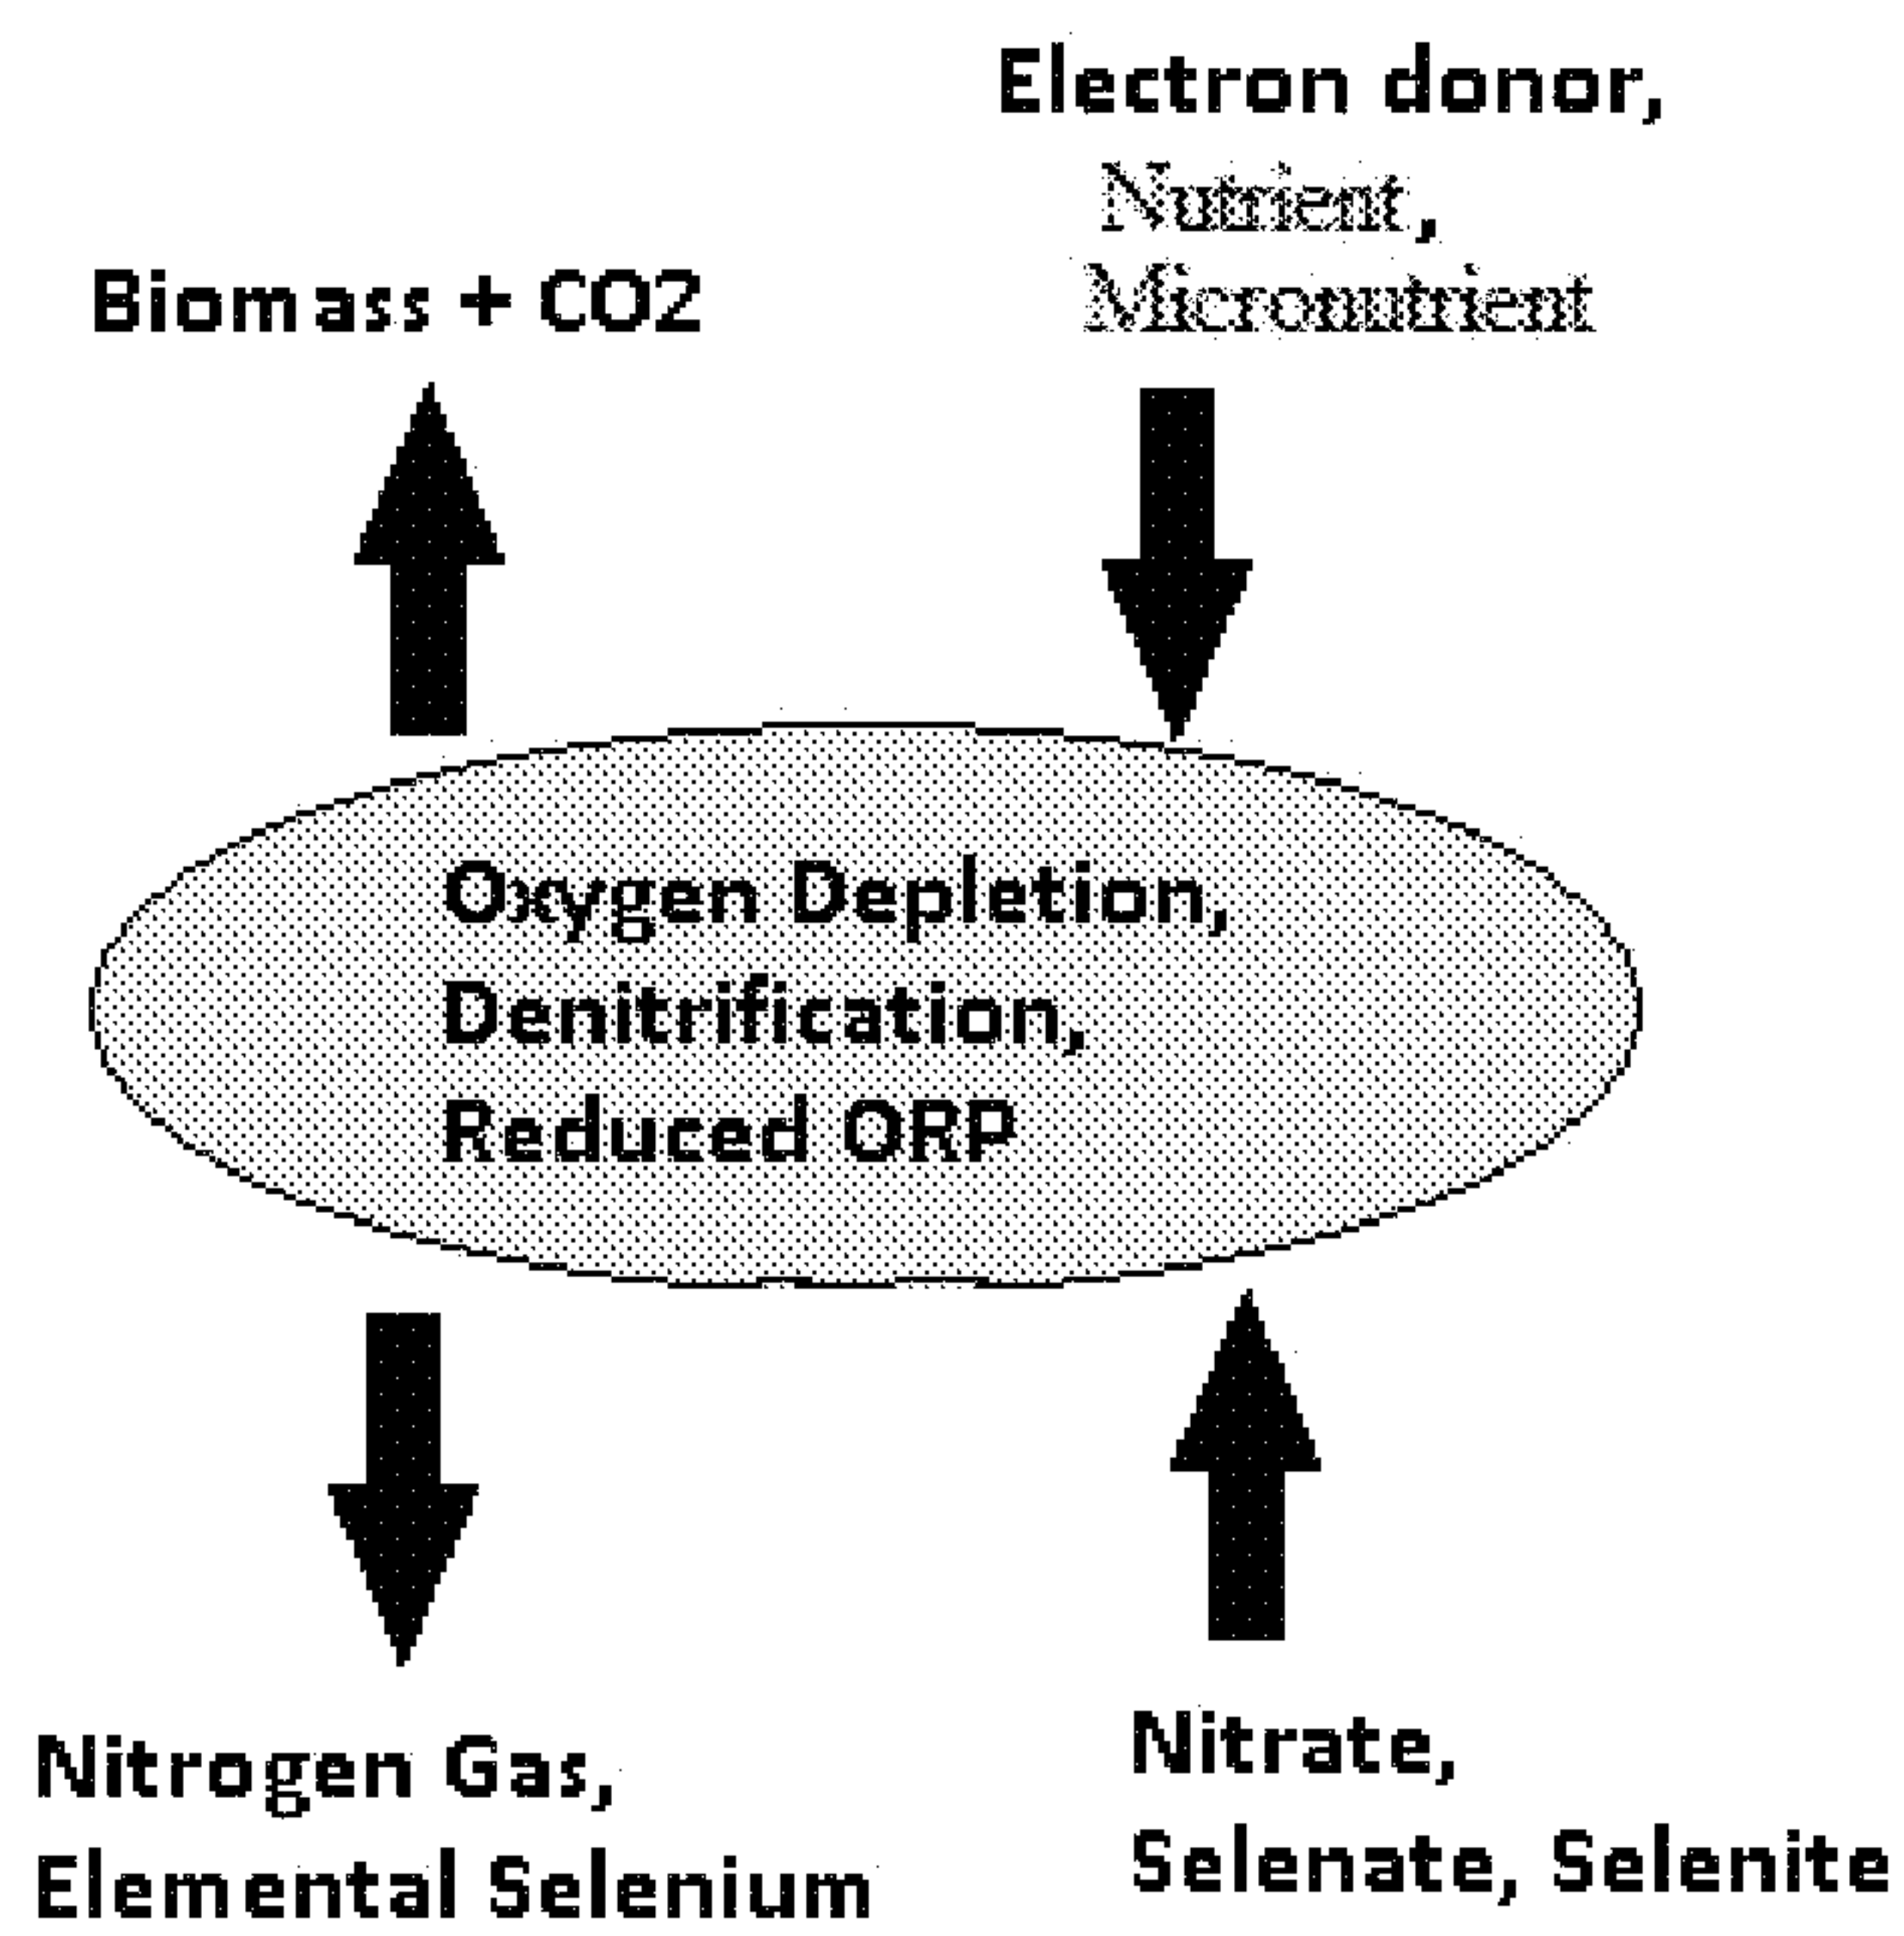 Electron donor,
Nutrient,
Micronutrient
Biomass + CO2
Oxygen Depletion,
Denitrification,
Reduced ORP
Nitrogen Gas,
Elemental Selenium
Nitrate,
Selenate, Selenite